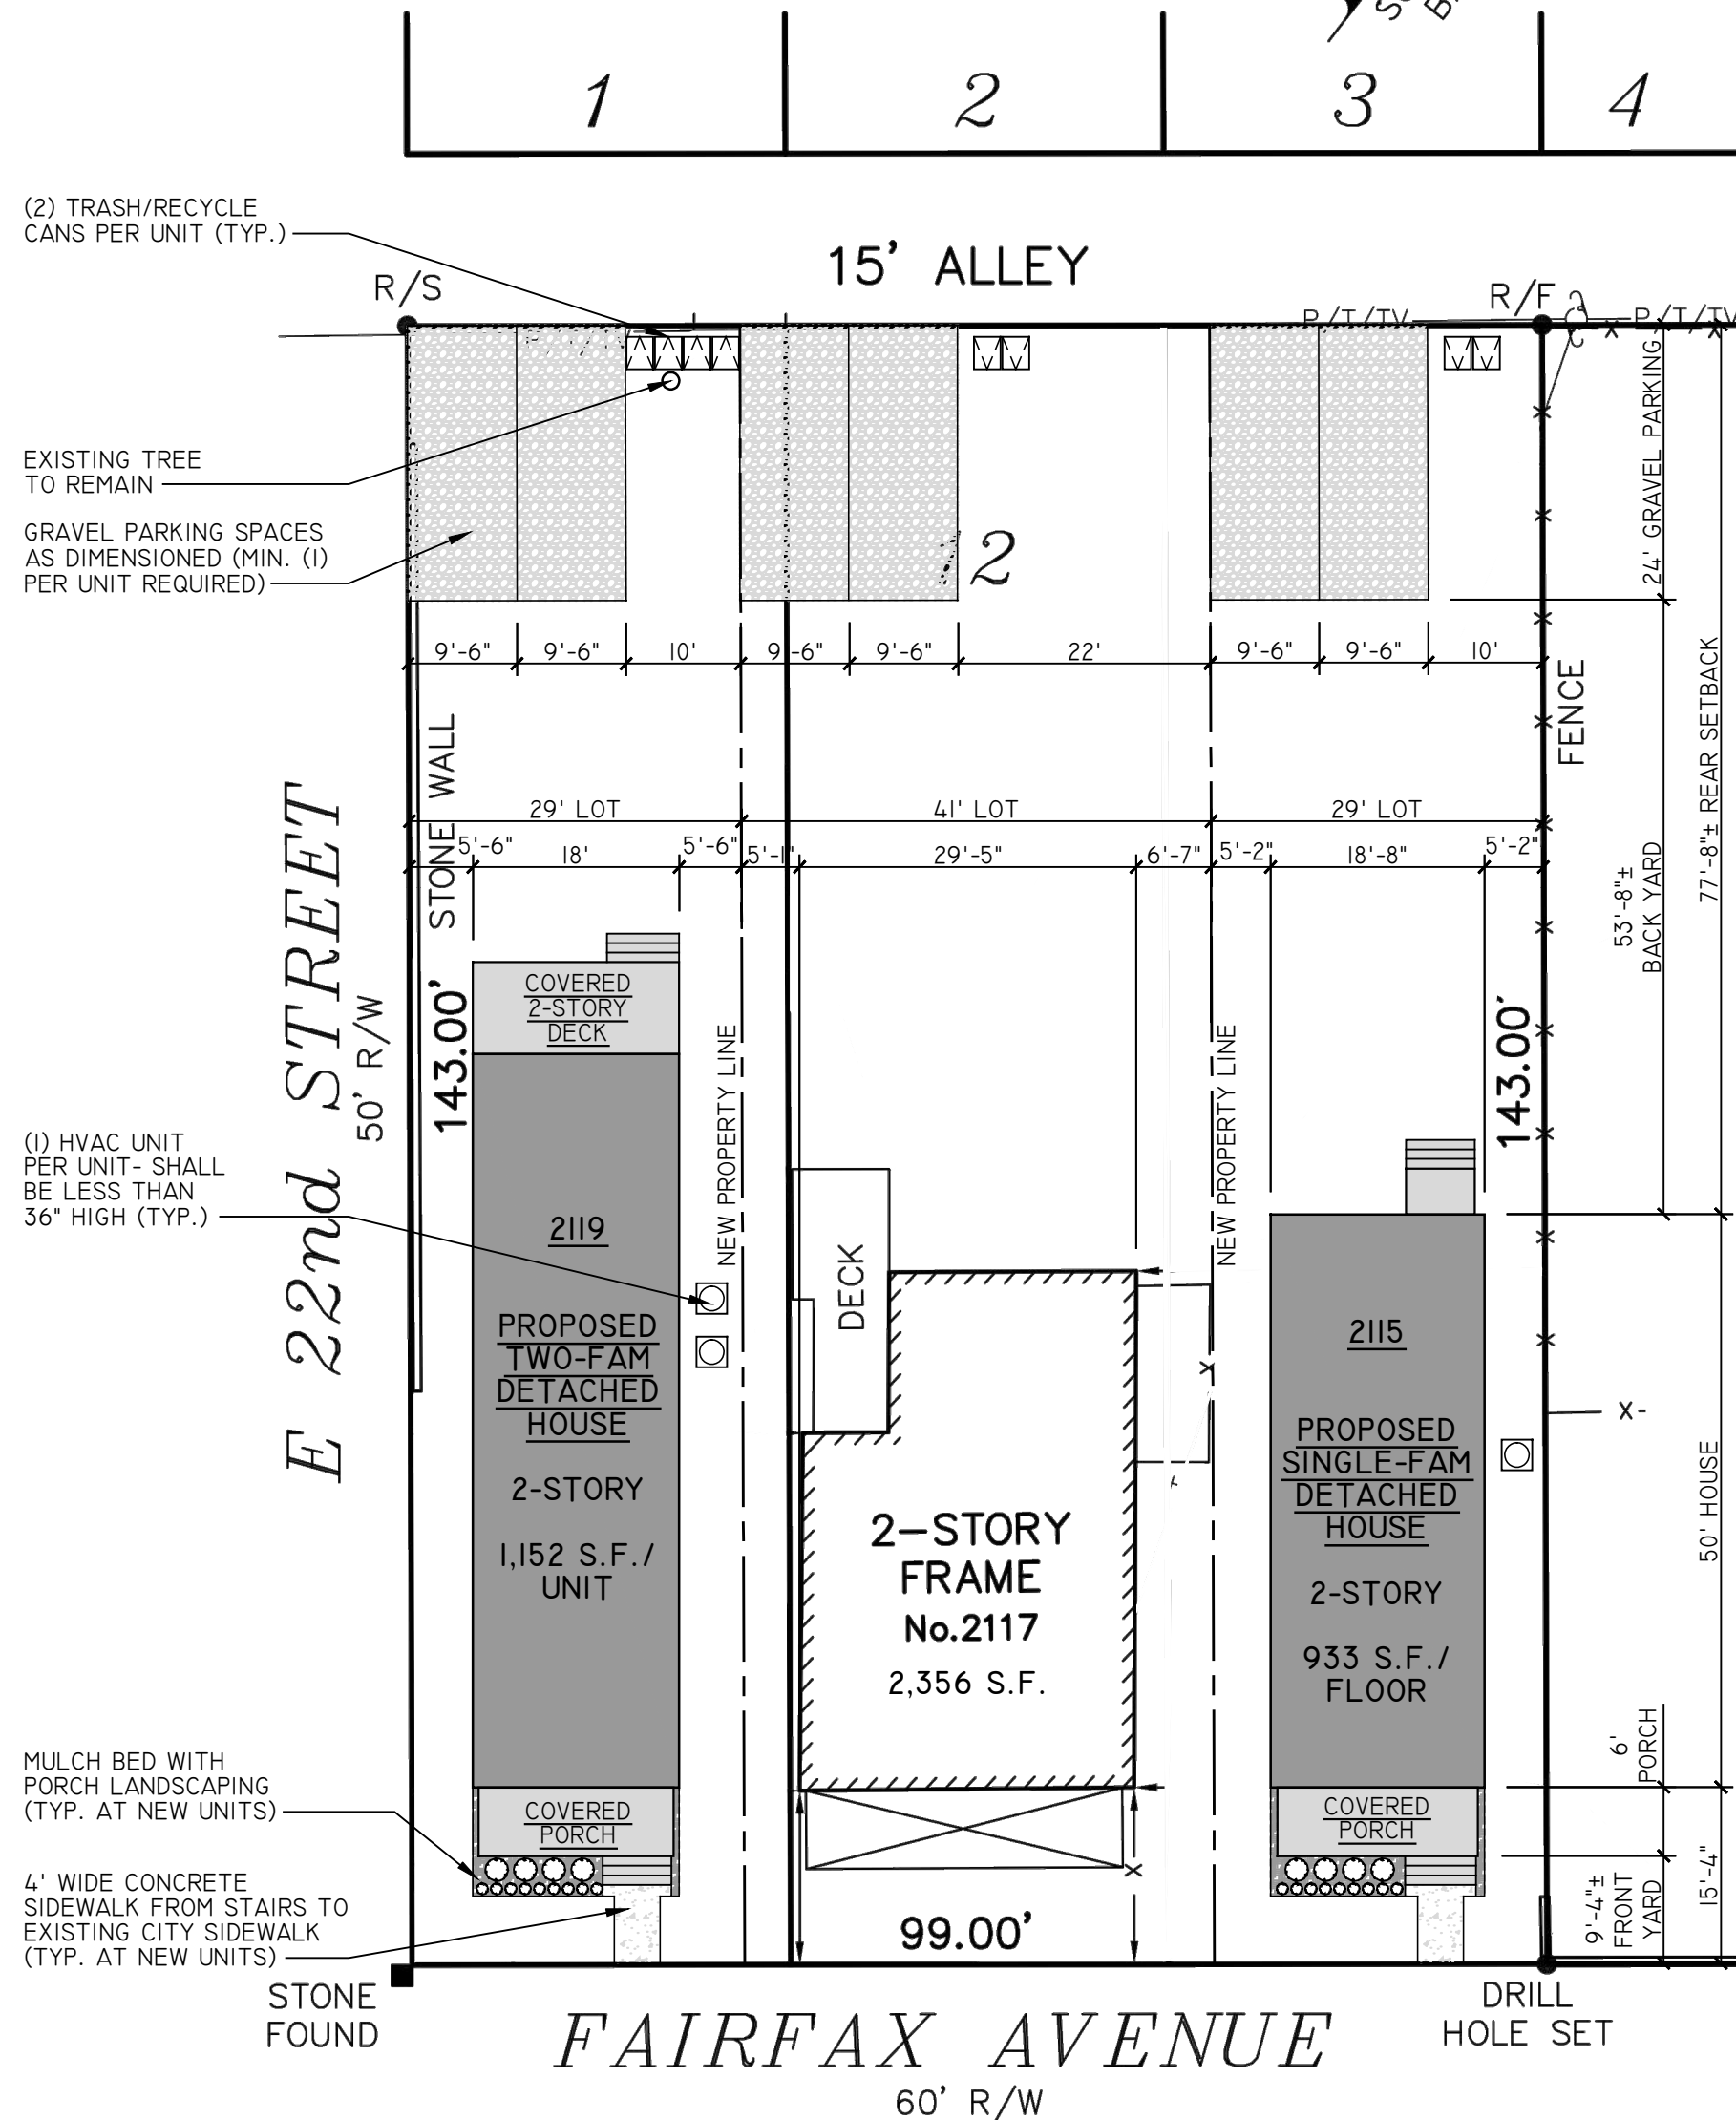 1 2 3 4
(2) TRASH/RECYCLE
CANS PER UNIT (TYP.)
15' ALLEY
R/S
R/F
P/T/TV
P/T/TV
EXISTING TREE
TO REMAIN
GRAVEL PARKING SPACES
AS DIMENSIONED (MIN. (1)
PER UNIT REQUIRED)
2
24' GRAVEL PARKING
9'-6" 9'-6" 10' 9'-6" 9'-6" 22' 9'-6" 9'-6" 10'
STONE WALL
FENCE
77'-8"± REAR SETBACK
29' LOT 41' LOT 29' LOT
5'-6" 18' 5'-6" 5'-1" 29'-5" 6'-7" 5'-2" 18'-8" 5'-2"
53'-8"±
BACK YARD
E 22nd STREET
50' R/W
143.00'
COVERED
2-STORY
DECK
NEW PROPERTY LINE
NEW PROPERTY LINE
143.00'
(1) HVAC UNIT
PER UNIT- SHALL
BE LESS THAN
36" HIGH (TYP.)
2119
PROPOSED
TWO-FAM
DETACHED
HOUSE
2-STORY
1,152 S.F./
UNIT
DECK
2-STORY
FRAME
No.2117
2,356 S.F.
2115
PROPOSED
SINGLE-FAM
DETACHED
HOUSE
2-STORY
933 S.F./
FLOOR
X-
50' HOUSE
MULCH BED WITH
PORCH LANDSCAPING
(TYP. AT NEW UNITS)
COVERED
PORCH
COVERED
PORCH
6'
PORCH
4' WIDE CONCRETE
SIDEWALK FROM STAIRS TO
EXISTING CITY SIDEWALK
(TYP. AT NEW UNITS)
99.00'
9'-4"±
FRONT
YARD
15'-4"
STONE
FOUND
DRILL
HOLE SET
FAIRFAX AVENUE
60' R/W